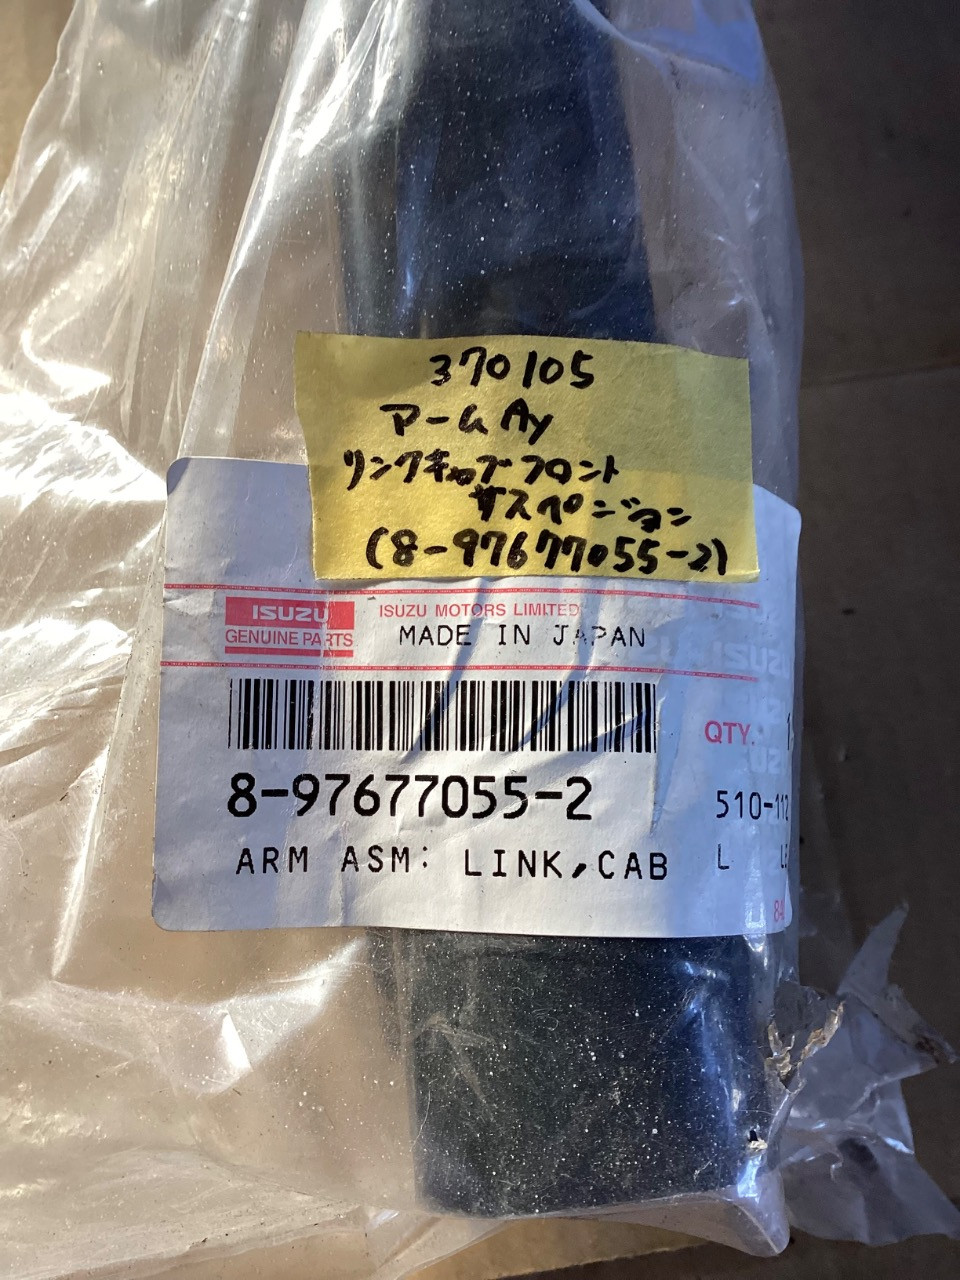 370105
アームAy
リンクキャブフロント
サスペンション
(8-97677055-2)
ISUZU
GENUINE PARTS
ISUZU MOTORS LIMITED
MADE IN JAPAN
QTY.
8-97677055-2
510-112
ARM ASM: LINK,CAB
L